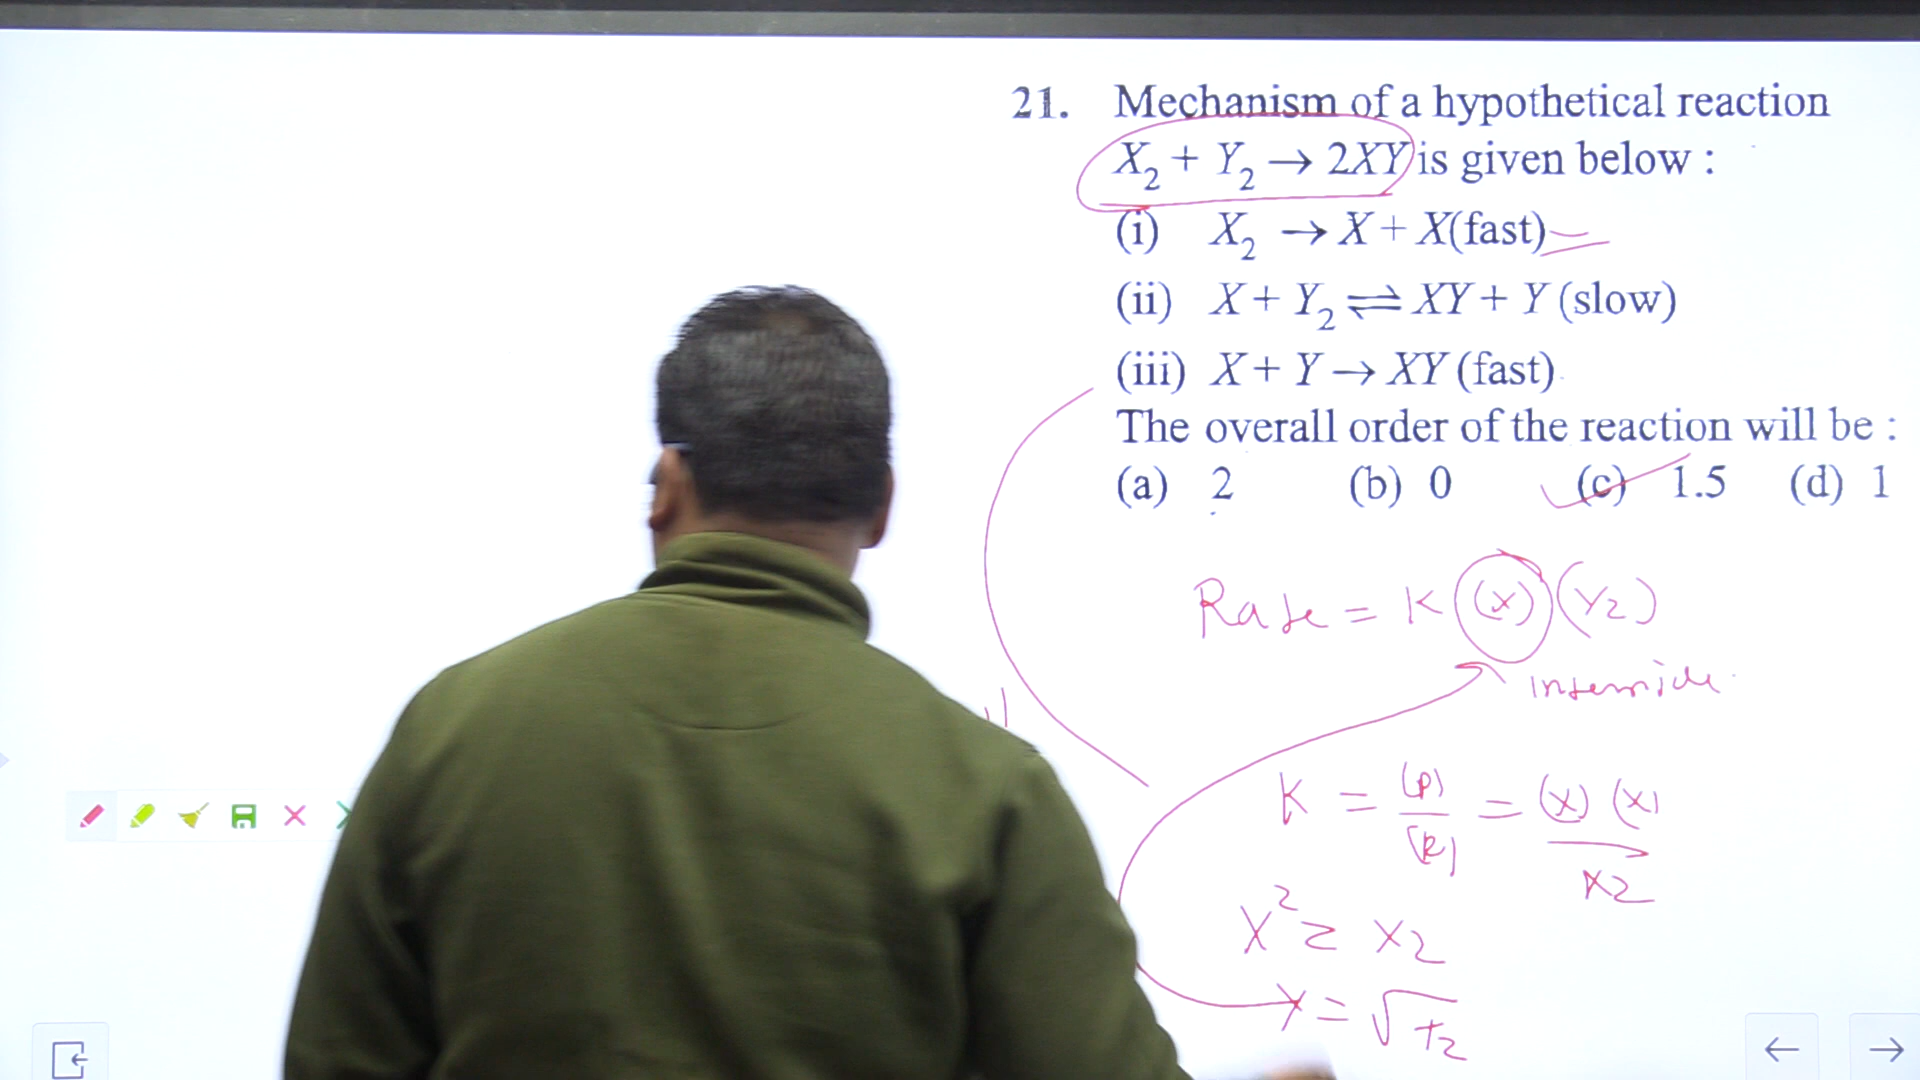 21. Mechanism of a hypothetical reaction
X₂ + Y₂ → 2XY is given below :
(i) X₂ → X + X(fast)
(ii) X + Y₂ ⇌ XY + Y (slow)
(iii) X + Y → XY (fast)
The overall order of the reaction will be :
(a) 2 (b) 0 (c) 1.5 (d) 1
Rate = K (x) (Y2)
K = (P) / [R] = (x) (x) / x2
X² = X2